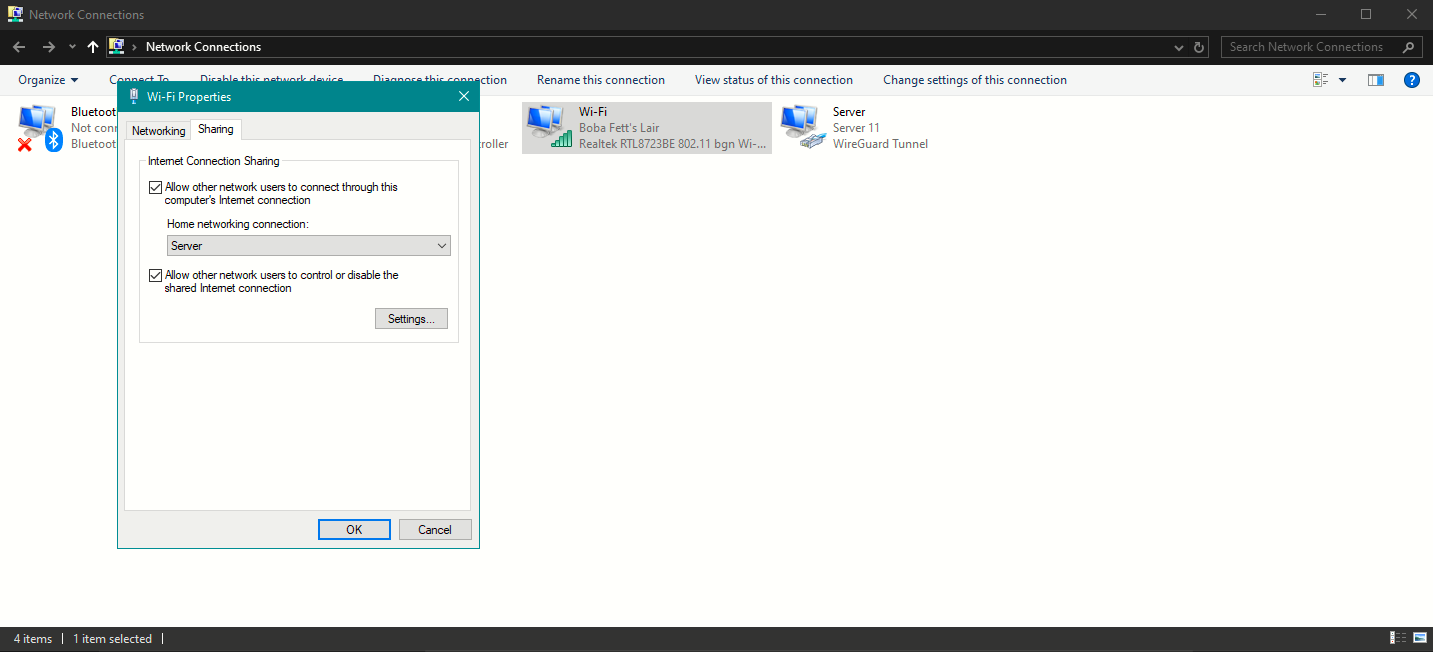 Network Connections
Network Connections
Search Network Connections
Organize
Connect To
Disable this network device
Diagnose this connection
Rename this connection
View status of this connection
Change settings of this connection
Wi-Fi Properties
Networking
Sharing
Internet Connection Sharing
Allow other network users to connect through this
computer's Internet connection
Home networking connection:
Server
Allow other network users to control or disable the
shared Internet connection
Settings...
OK
Cancel
Bluetoot
Not conn
Bluetoot
ntroller
Wi-Fi
Boba Fett's Lair
Realtek RTL8723BE 802.11 bgn Wi-...
Server
Server 11
WireGuard Tunnel
4 items
1 item selected